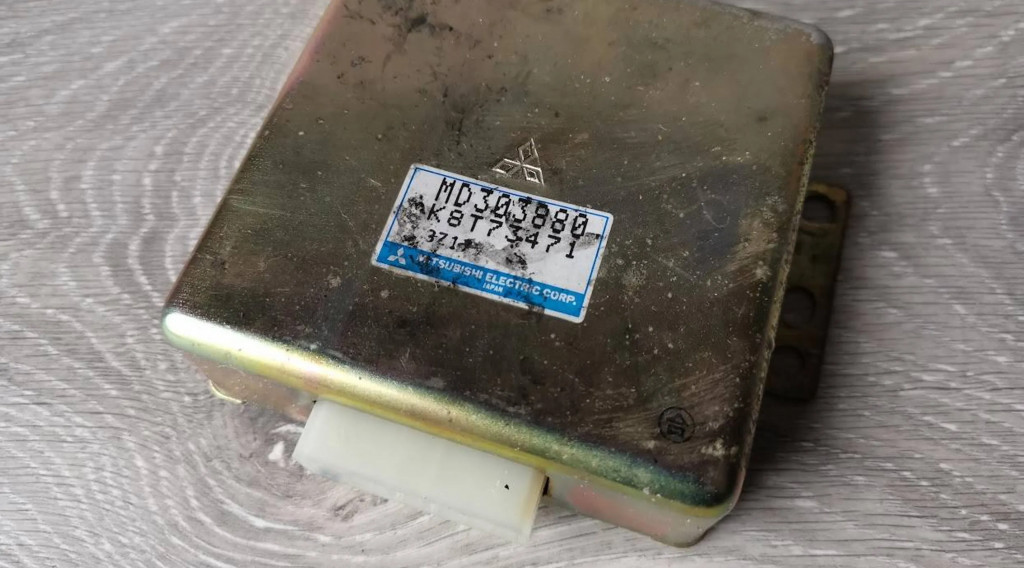 MD303880
K8T73471
MITSUBISHI ELECTRIC CORP.
JAPAN